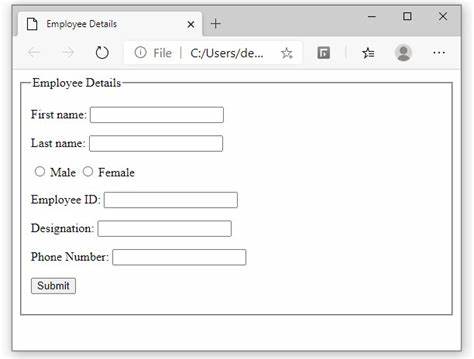 Employee Details
File | C:/Users/de...
Employee Details
First name:
Last name:
Male Female
Employee ID:
Designation:
Phone Number:
Submit